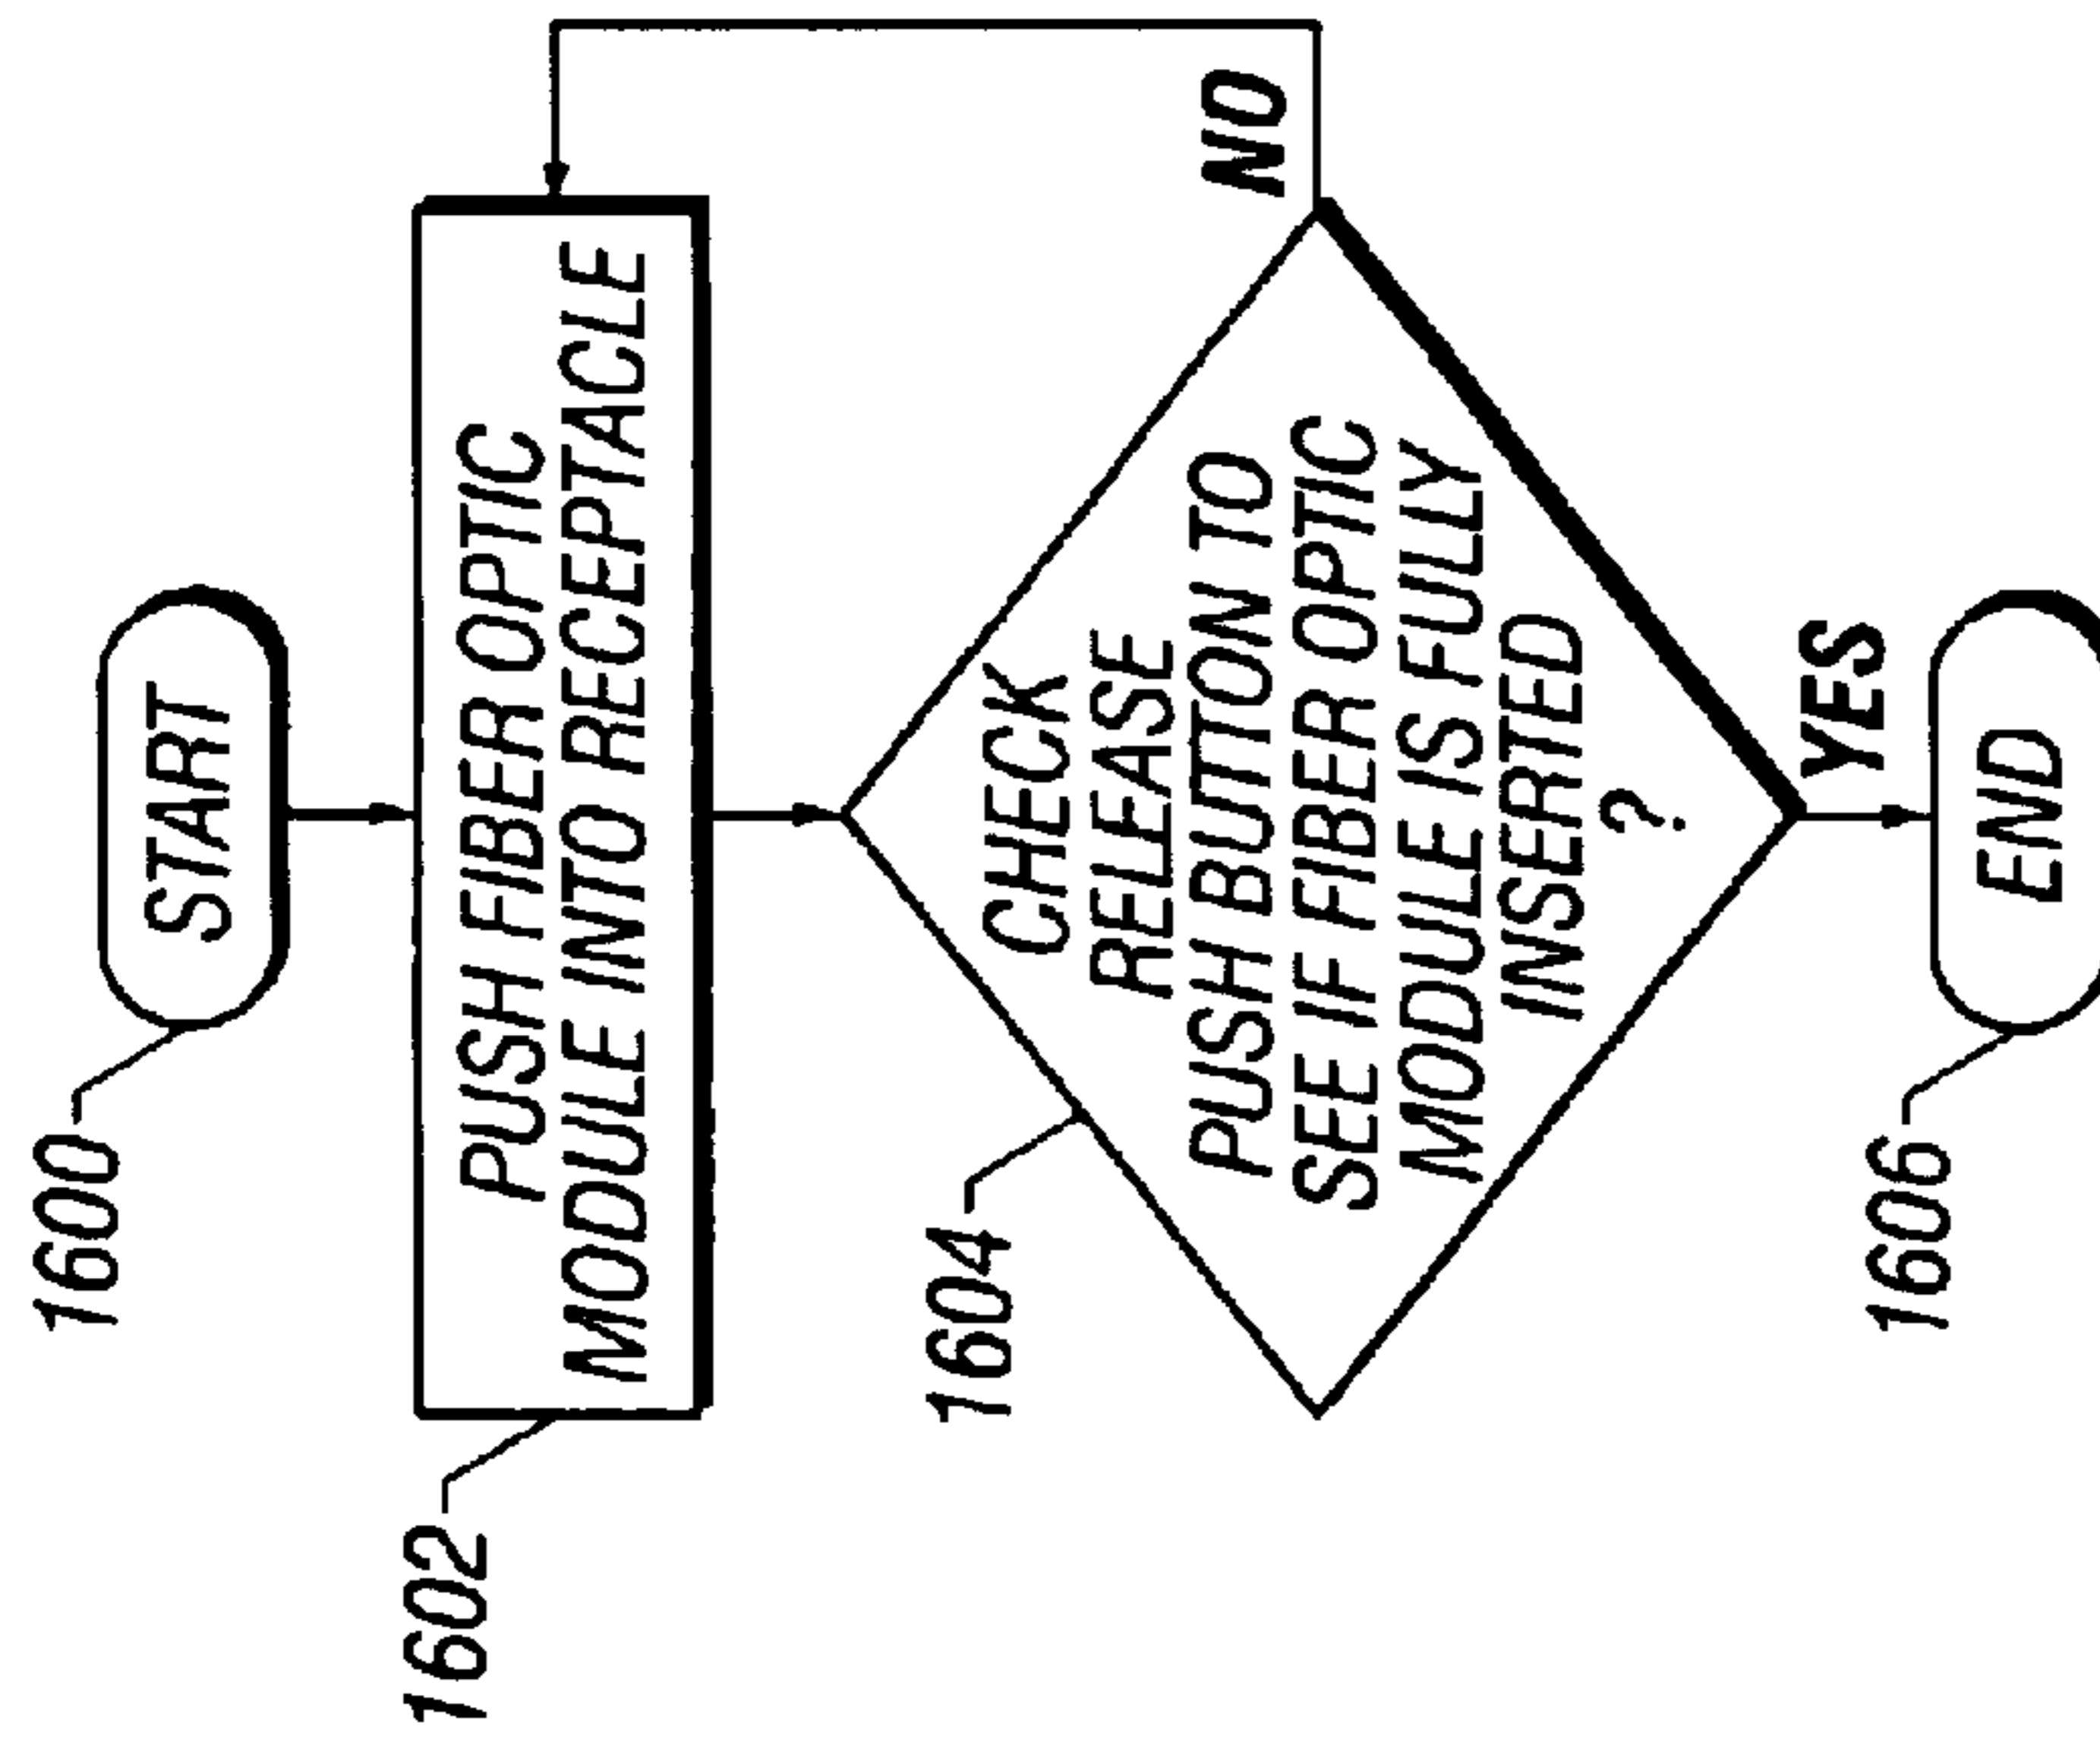 1600
START
1602
PUSH FIBER OPTIC
MODULE INTO RECEPTACLE
1604
CHECK
RELEASE
PUSH BUTTON TO
SEE IF FIBER OPTIC
MODULE IS FULLY
INSERTED
?
NO
YES
1606
END